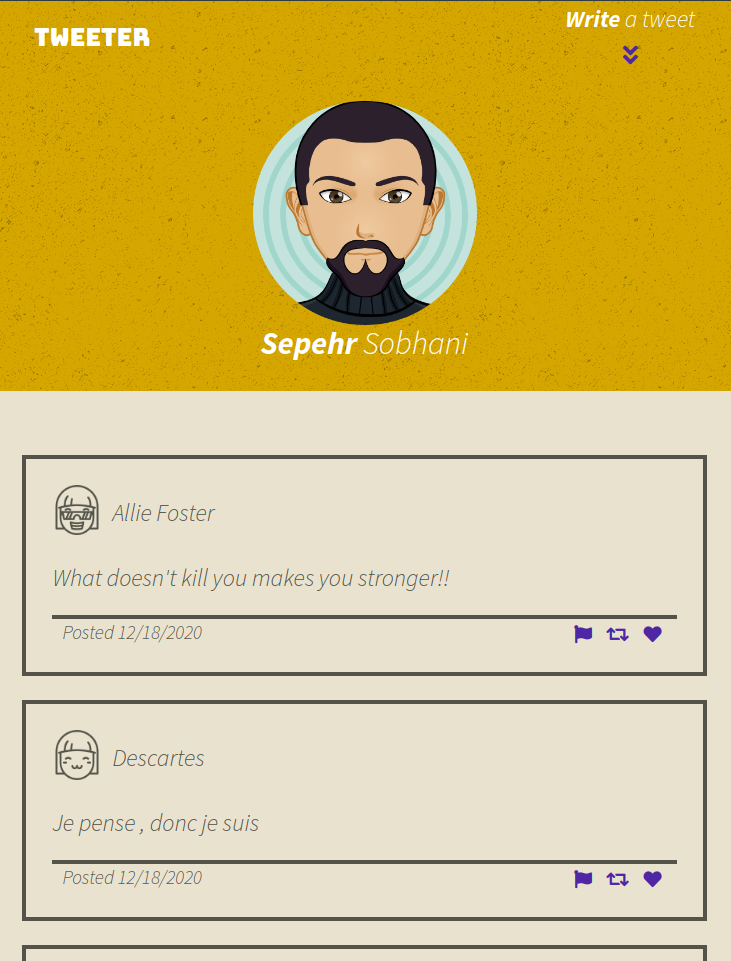 TWEETER
Write a tweet
Sepehr Sobhani
Allie Foster
What doesn't kill you makes you stronger!!
Posted 12/18/2020
Descartes
Je pense , donc je suis
Posted 12/18/2020